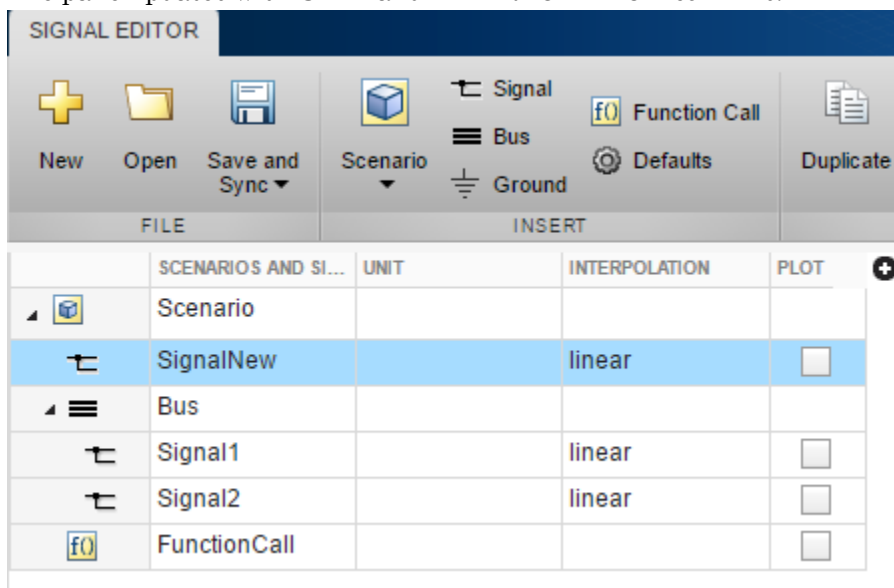 SIGNAL EDITOR
New
Open
Save and
Sync
Scenario
Signal
Bus
Ground
f() Function Call
Defaults
Duplicate
FILE
INSERT
SCENARIOS AND SI... UNIT INTERPOLATION PLOT
Scenario
SignalNew linear
Bus
Signal1 linear
Signal2 linear
f() FunctionCall